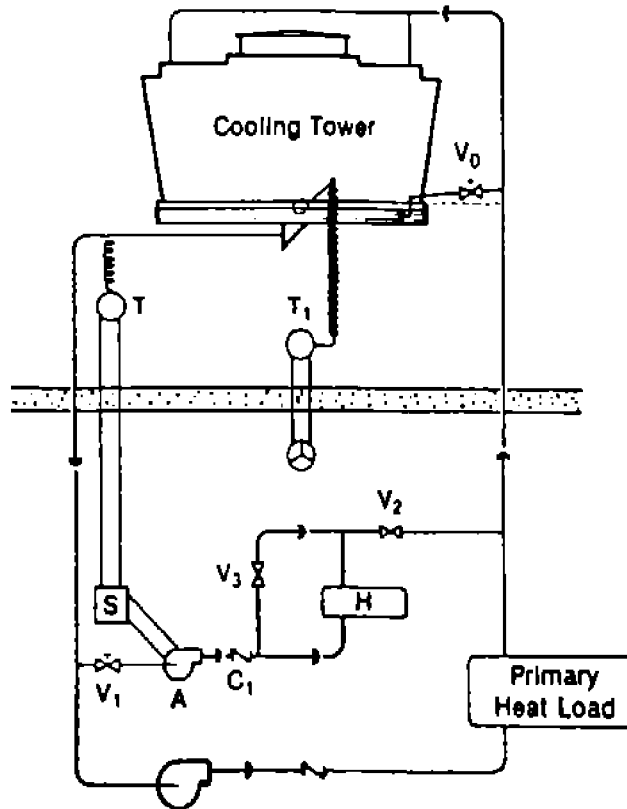 Cooling Tower
V0
T
T1
V2
V3
H
S
V1
A
C1
Primary
Heat Load